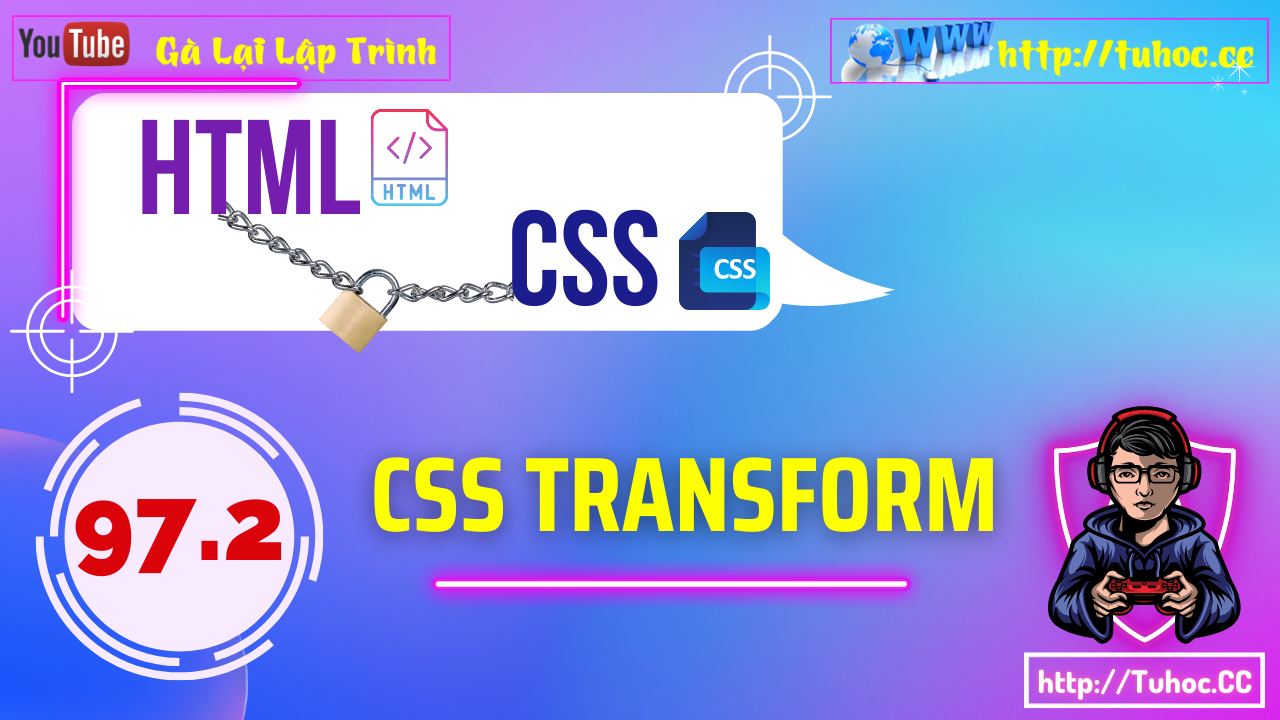 YouTube
Gà Lại Lập Trình
WWW
http://tuhoc.cc
HTML
HTML
CSS
CSS
97.2
CSS TRANSFORM
http://Tuhoc.CC